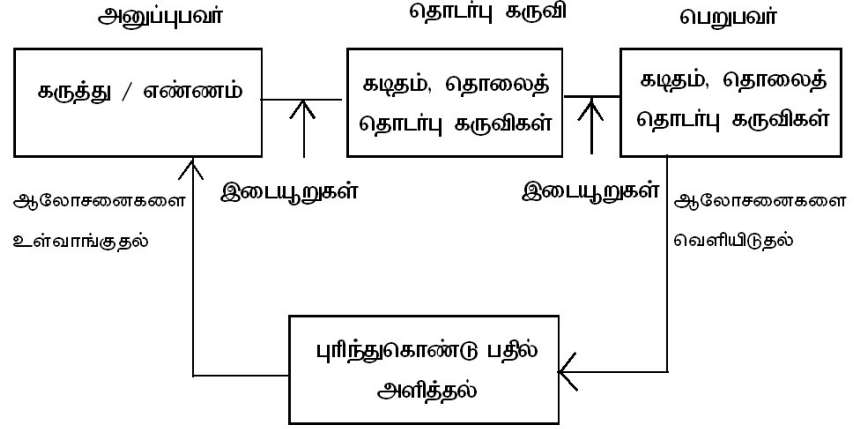 அனுப்புபவர்
தொடர்பு கருவி
பெறுபவர்
கருத்து / எண்ணம்
கடிதம், தொலைத்
தொடர்பு கருவிகள்
கடிதம், தொலைத்
தொடர்பு கருவிகள்
ஆலோசனைகளை
உள்வாங்குதல்
இடையூறுகள்
இடையூறுகள்
ஆலோசனைகளை
வெளியிடுதல்
புரிந்துகொண்டு பதில்
அளித்தல்